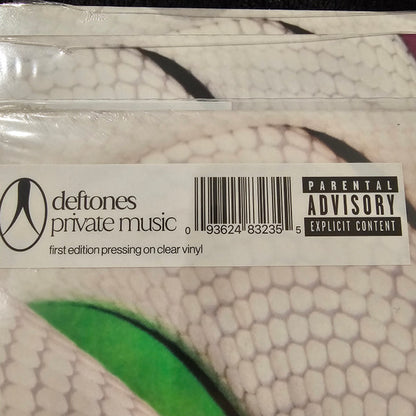 deftones
private music
first edition pressing on clear vinyl
0 93624 83235 5
PARENTAL
ADVISORY
EXPLICIT CONTENT